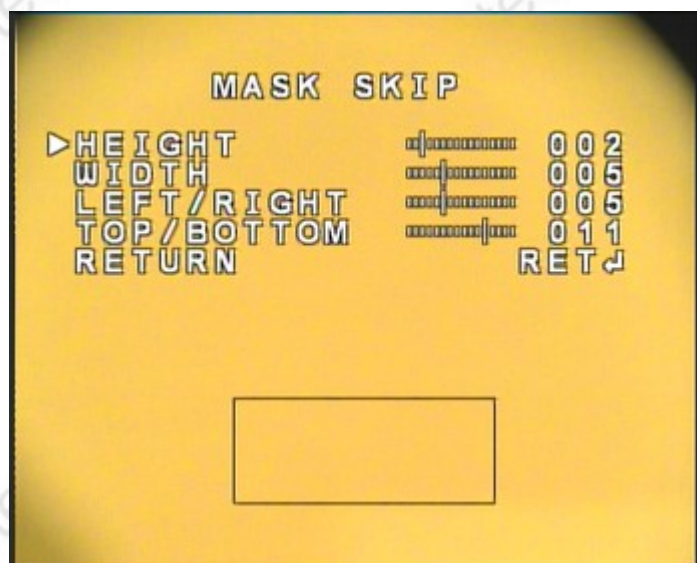 MASK SKIP
HEIGHT 002
WIDTH 005
LEFT/RIGHT 005
TOP/BOTTOM 011
RETURN RET↲